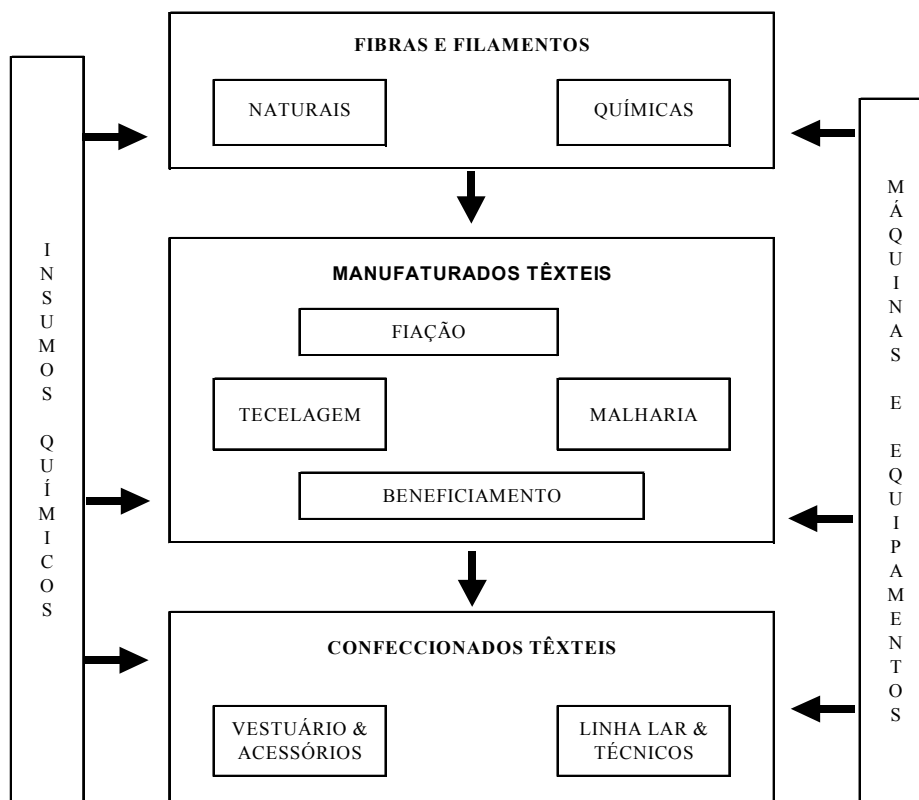 FIBRAS E FILAMENTOS
NATURAIS
QUÍMICAS
INSUMOS QUÍMICOS
MÁQUINAS E EQUIPAMENTOS
MANUFATURADOS TÊXTEIS
FIAÇÃO
TECELAGEM
MALHARIA
BENEFICIAMENTO
CONFECCIONADOS TÊXTEIS
VESTUÁRIO &
ACESSÓRIOS
LINHA LAR &
TÉCNICOS